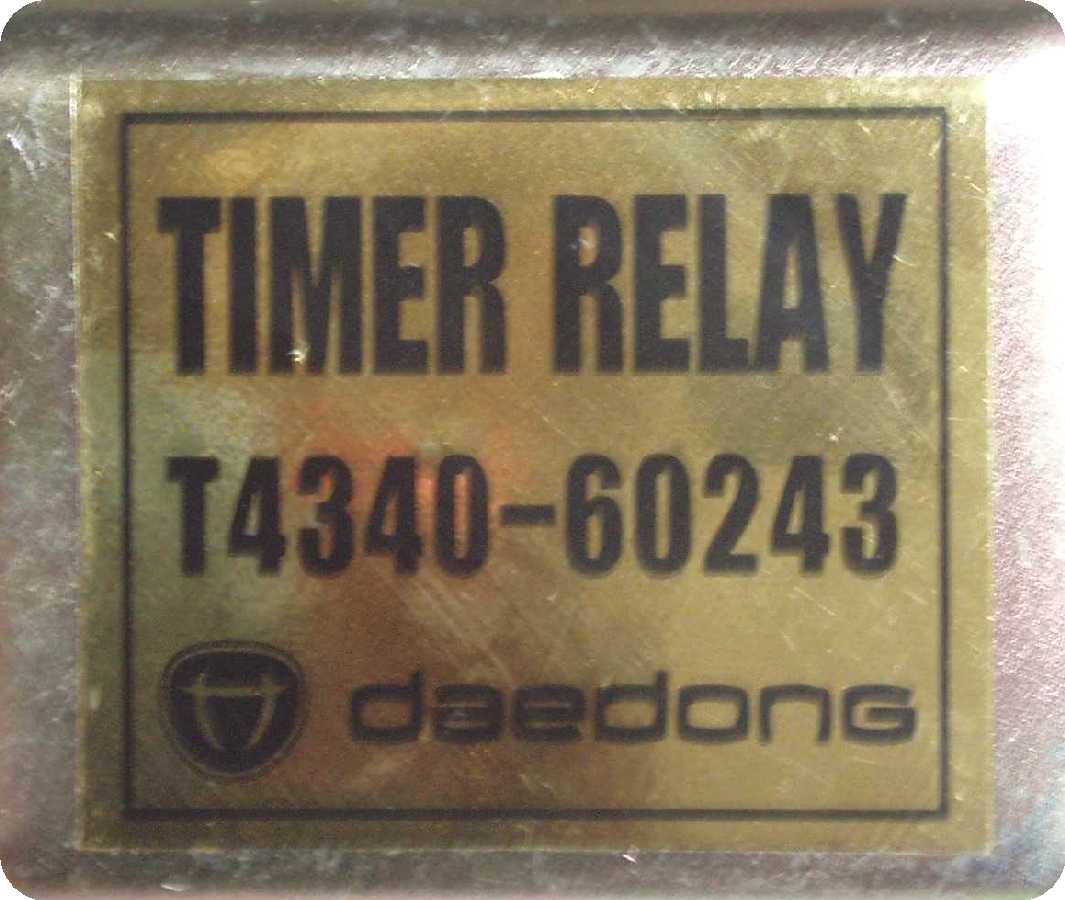 TIMER RELAY
T4340-60243
daedong